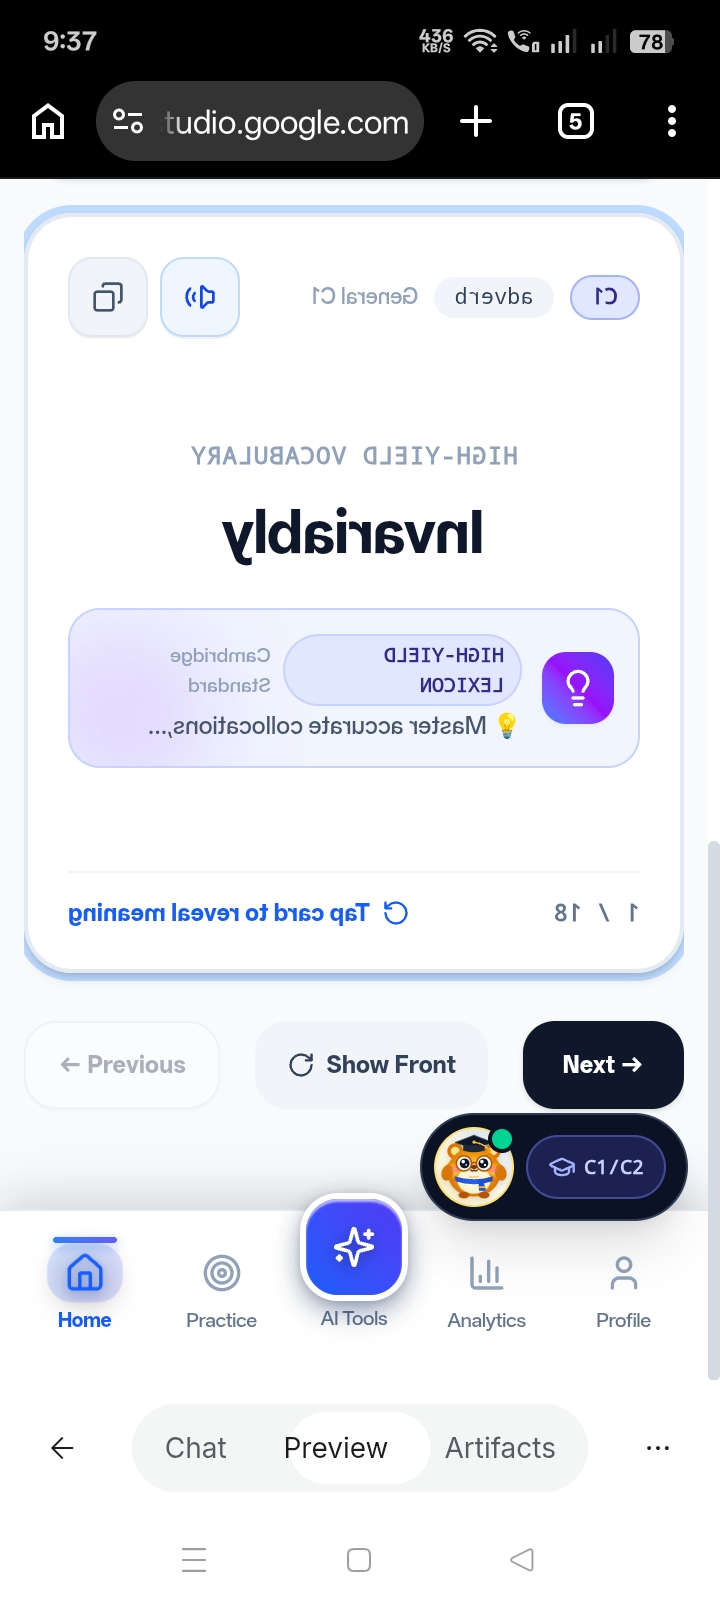 9:37
436
KB/S
78
tudio.google.com
5
C1
adverb
General C1
HIGH-YIELD VOCABULARY
Invariably
HIGH-YIELD
LEXICON
Cambridge
Standard
💡 Master accurate collocations,...
1 / 18
Tap card to reveal meaning
← Previous
Show Front
Next →
C1/C2
Home
Practice
AI Tools
Analytics
Profile
Chat
Preview
Artifacts